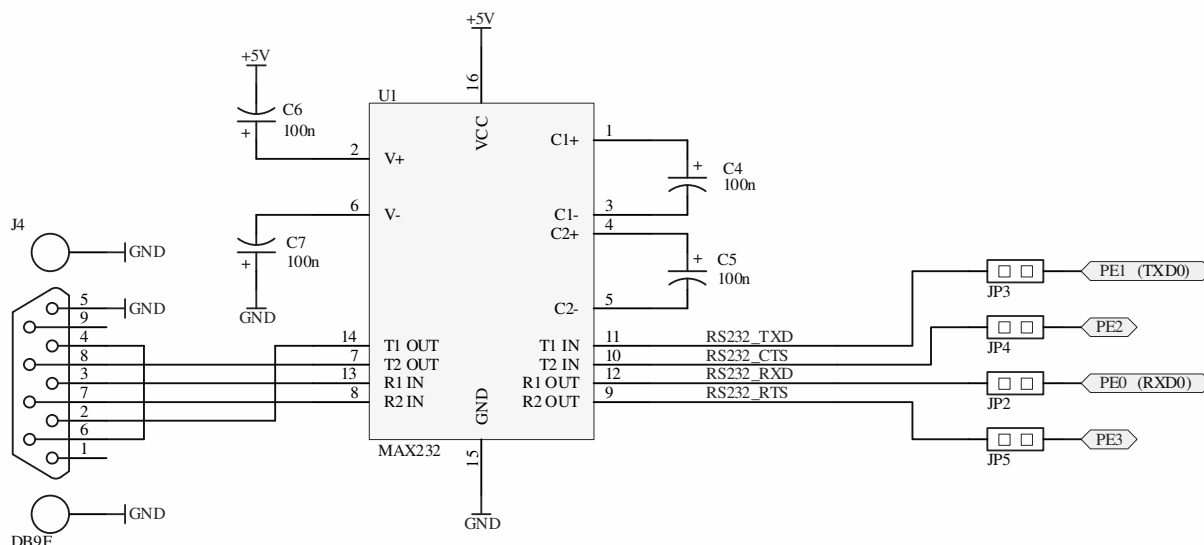 +5V
+5V
16
U1
C6
+
100n
VCC
C1+
1
2
V+
+
C4
100n
6
V-
C1-
3
C2+
4
J4
GND
C7
+
100n
+
C5
100n
PE1 (TXD0)
JP3
5
GND
GND
C2-
5
9
4
14
T1 OUT
T1 IN
11
RS232_TXD
PE2
JP4
8
7
T2 OUT
T2 IN
10
RS232_CTS
3
13
R1 IN
R1 OUT
12
RS232_RXD
PE0 (RXD0)
JP2
7
8
R2 IN
GND
R2 OUT
9
RS232_RTS
2
6
PE3
JP5
1
MAX232
15
GND
GND
DB9F